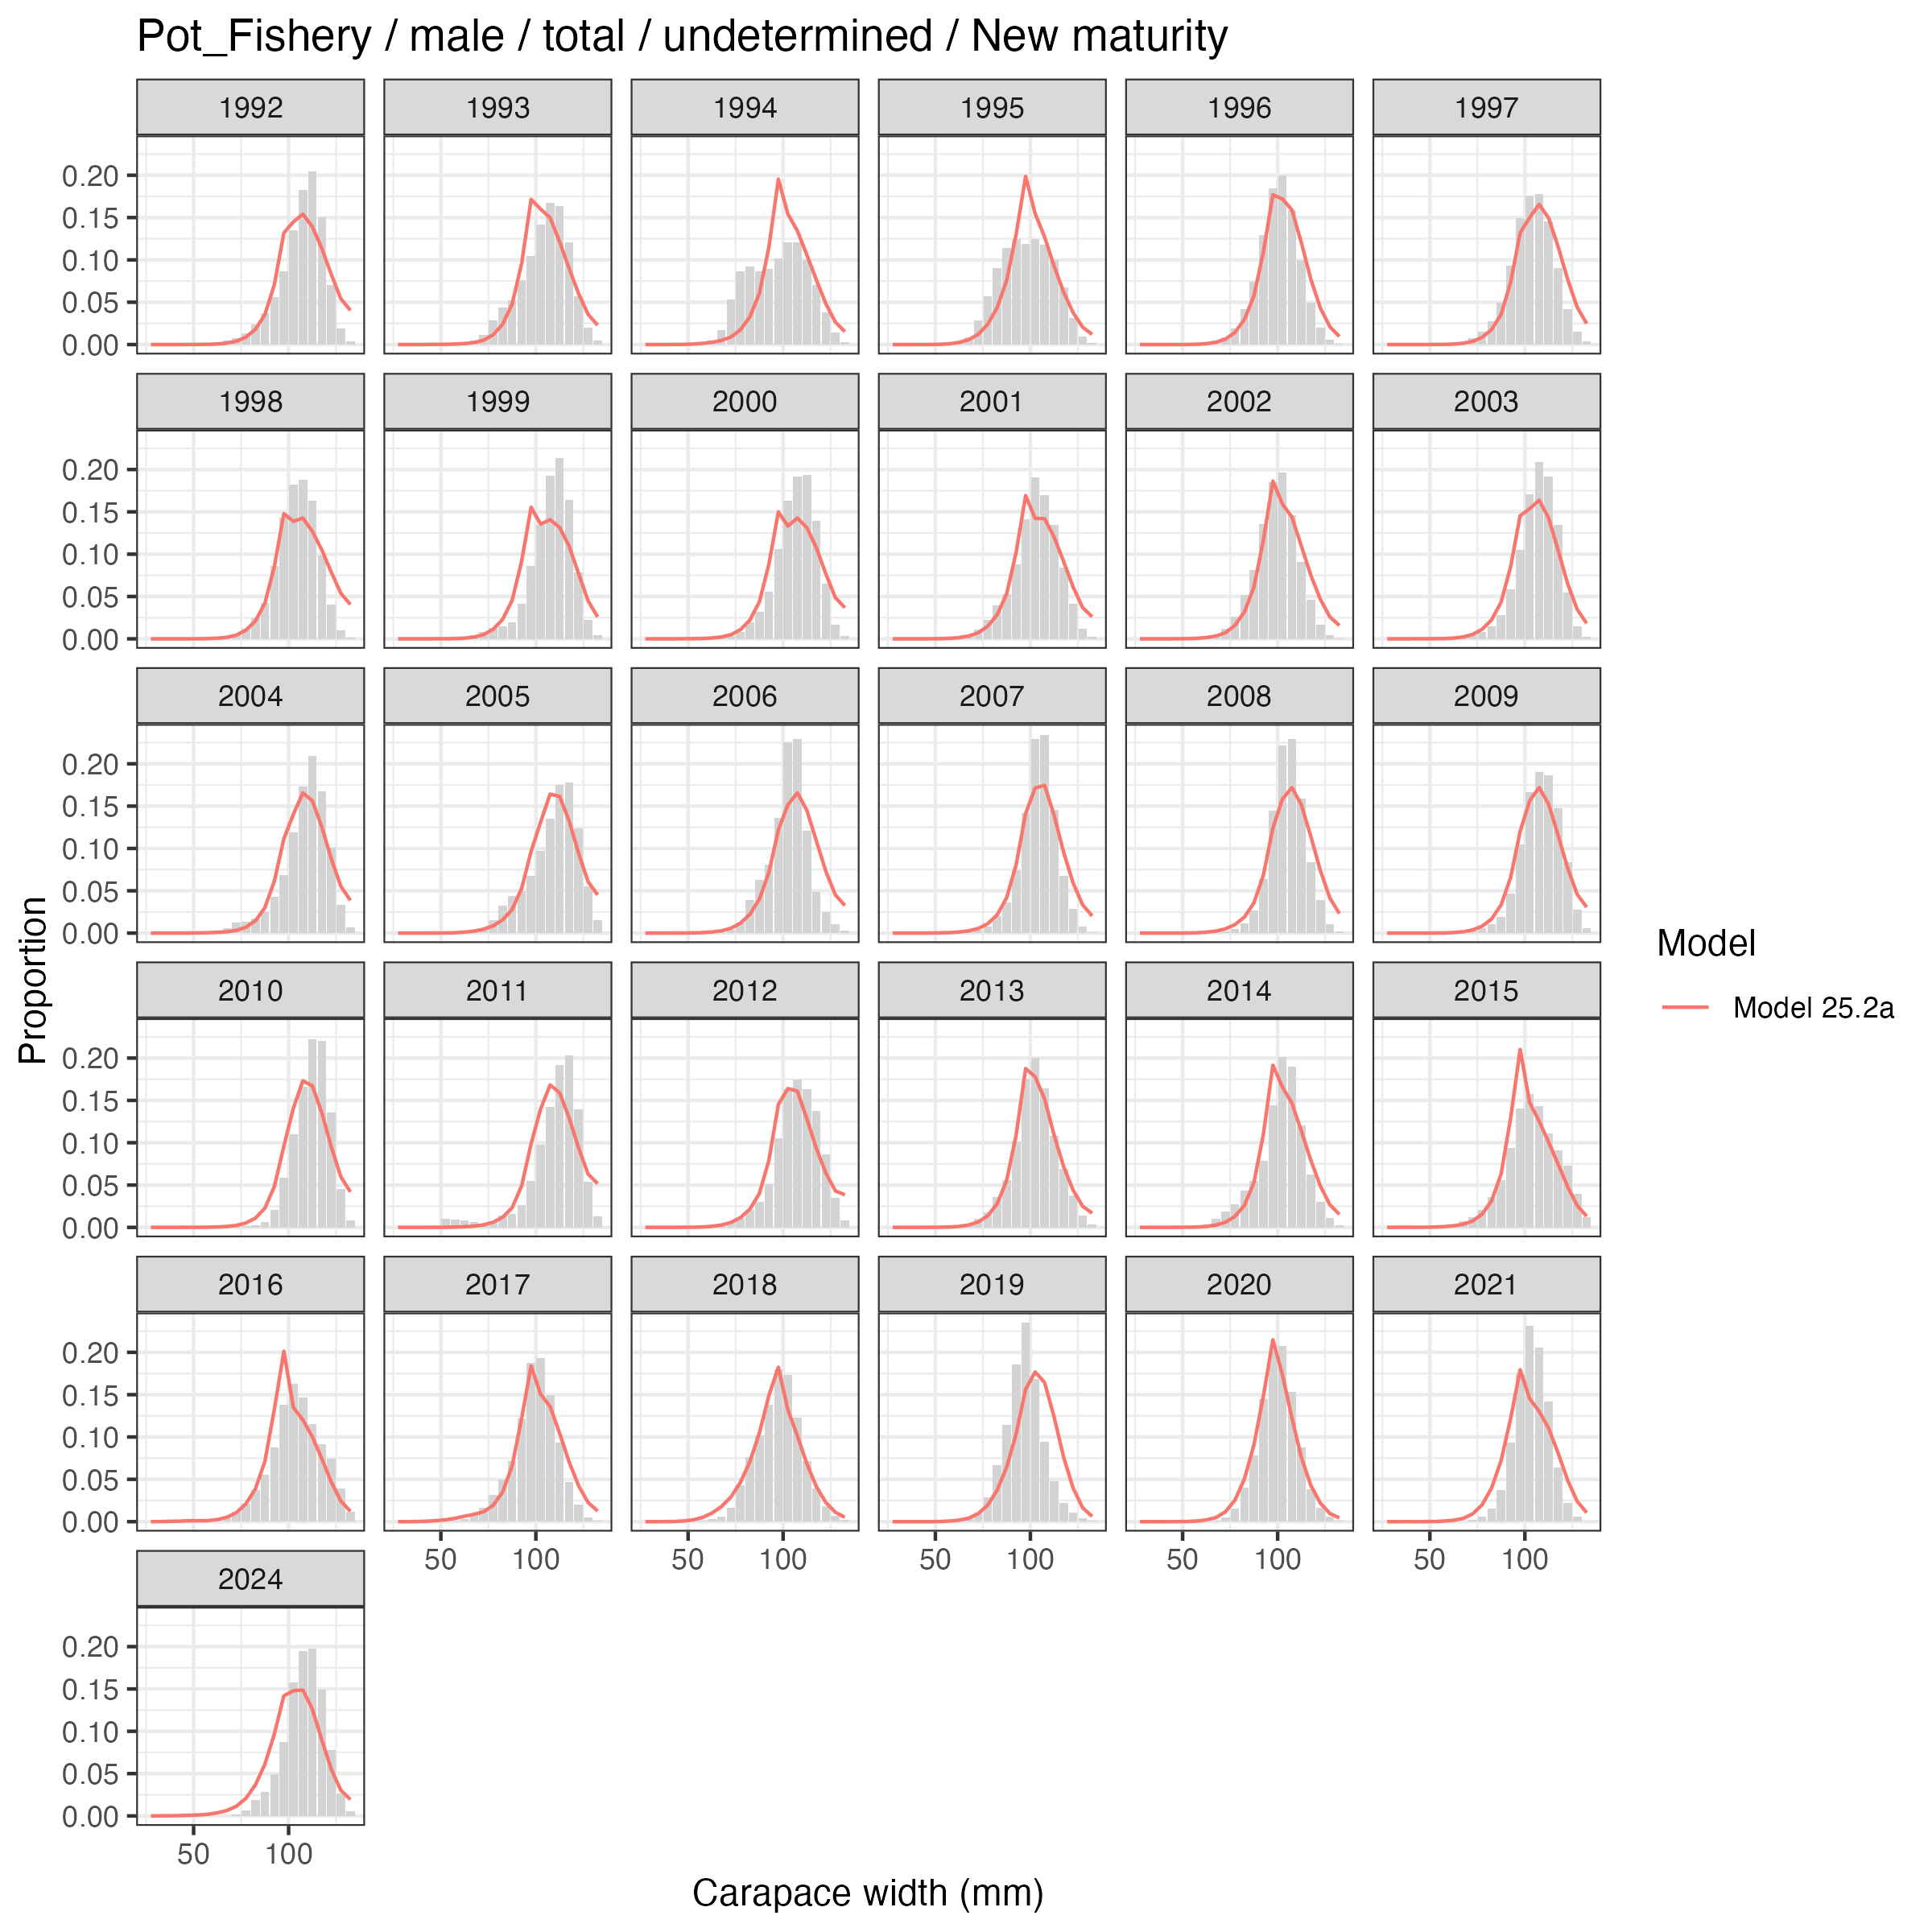 Pot_Fishery / male / total / undetermined / New maturity
1992 1993 1994 1995 1996 1997
0.20
0.15
0.10
0.05
0.00
1998 1999 2000 2001 2002 2003
0.20
0.15
0.10
0.05
0.00
2004 2005 2006 2007 2008 2009
0.20
0.15
0.10
0.05
0.00
2010 2011 2012 2013 2014 2015
0.20
0.15
0.10
0.05
0.00
2016 2017 2018 2019 2020 2021
0.20
0.15
0.10
0.05
0.00
50 100 50 100 50 100 50 100 50 100
2024
0.20
0.15
0.10
0.05
0.00
50 100
Carapace width (mm)
Proportion
Model
Model 25.2a